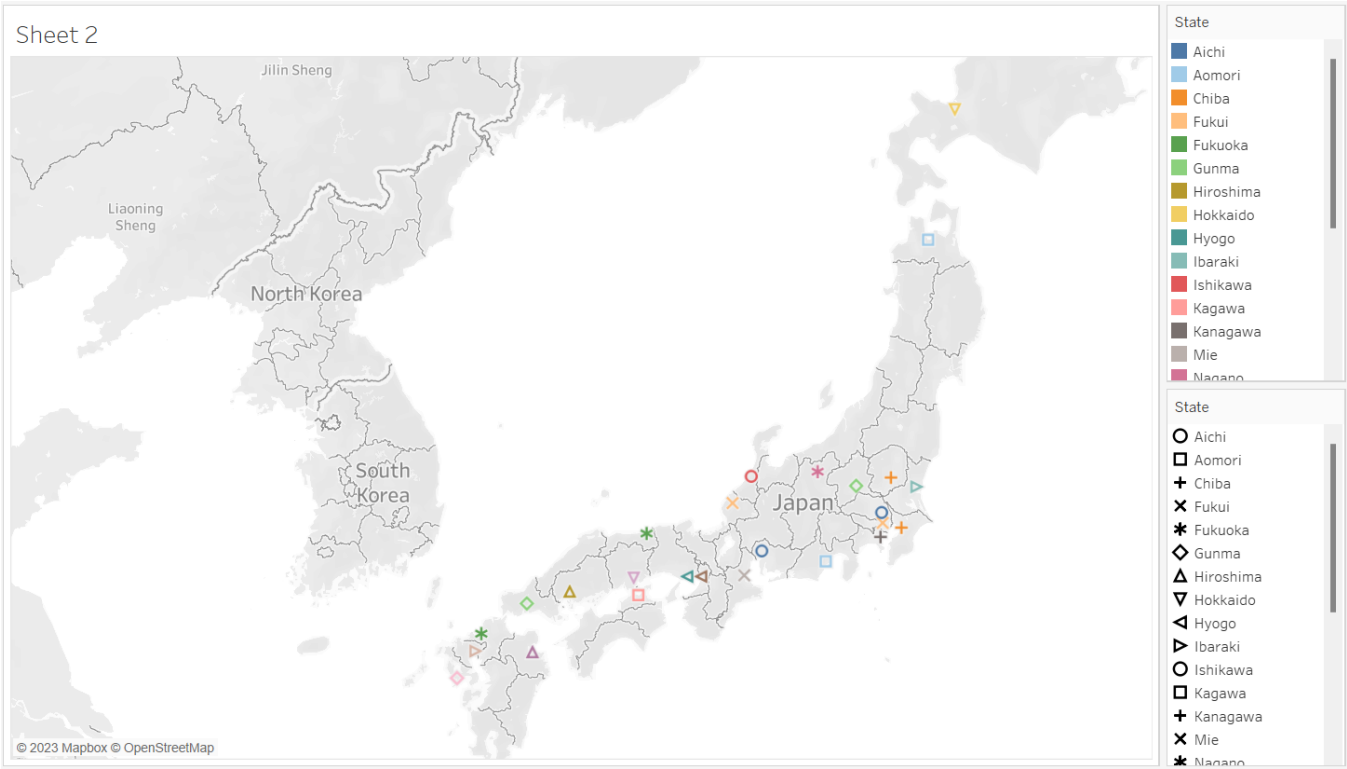 Sheet 2
Jilin Sheng
Liaoning
Sheng
North Korea
South
Korea
Japan
© 2023 Mapbox © OpenStreetMap
State
Aichi
Aomori
Chiba
Fukui
Fukuoka
Gunma
Hiroshima
Hokkaido
Hyogo
Ibaraki
Ishikawa
Kagawa
Kanagawa
Mie
Nagano
State
Aichi
Aomori
Chiba
Fukui
Fukuoka
Gunma
Hiroshima
Hokkaido
Hyogo
Ibaraki
Ishikawa
Kagawa
Kanagawa
Mie
Nagano